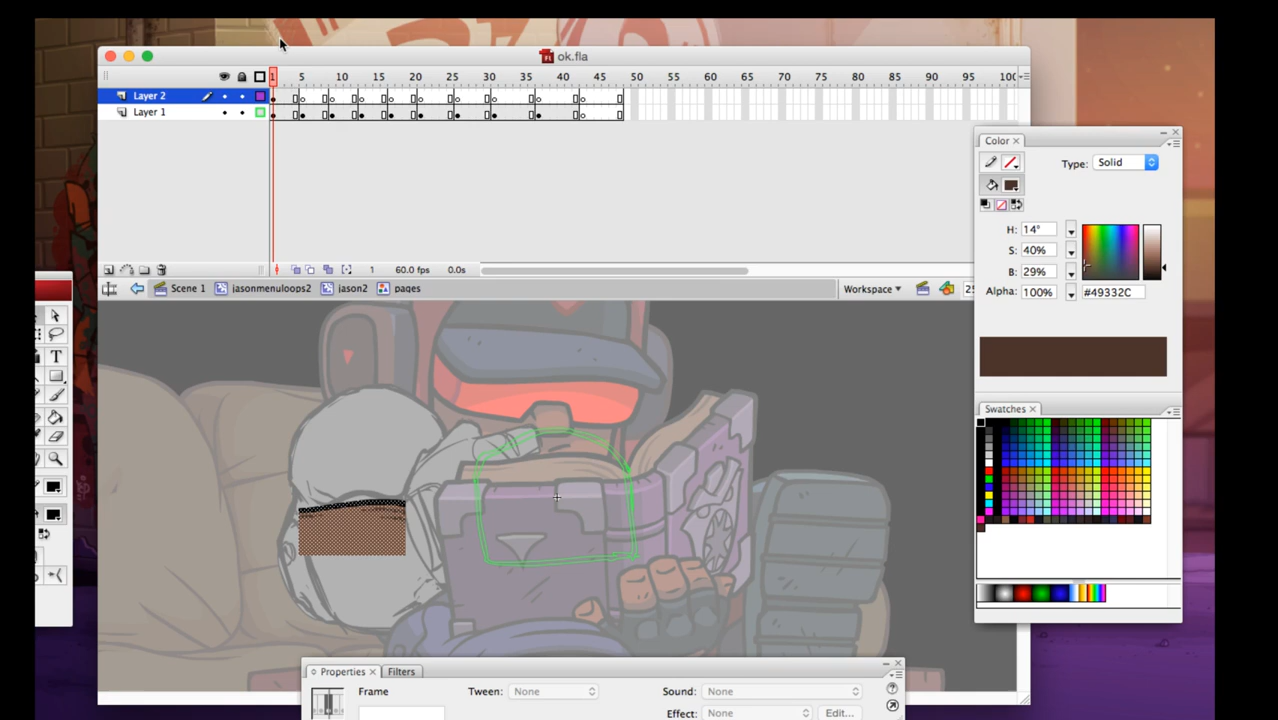 ok.fla
1 5 10 15 20 25 30 35 40 45 50 55 60 65 70 75 80 85 90 95 100
Layer 2
Layer 1
1 60.0 fps 0.0s
Scene 1 jasonmenuloops2 jason2 pages Workspace
Color
Type: Solid
H: 14°
S: 40%
B: 29%
Alpha: 100% #49332C
Swatches
T
Properties Filters
Frame Tween: None Sound: None
Effect: None Edit...